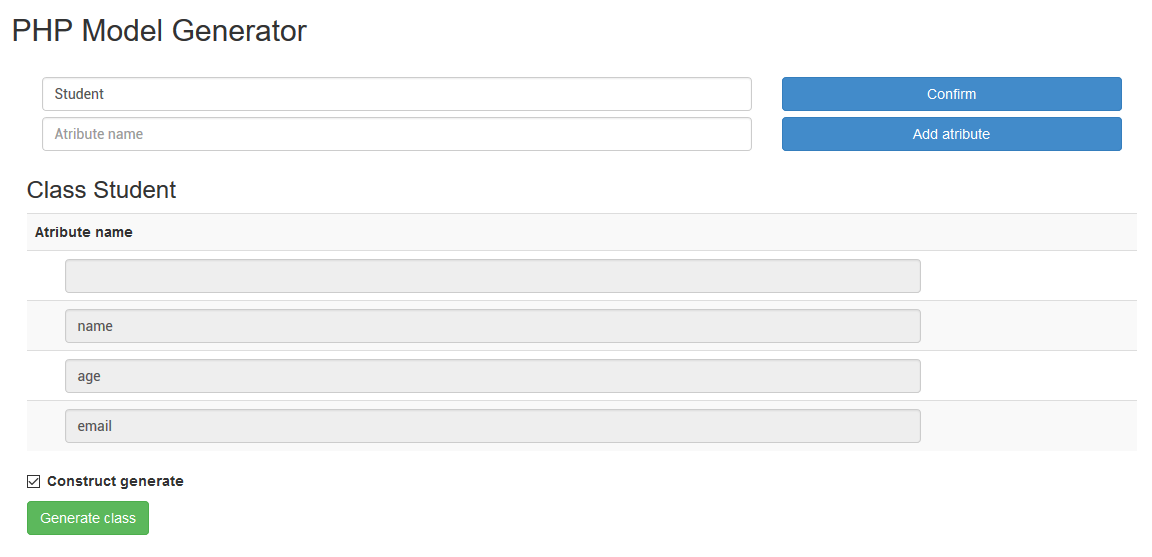 PHP Model Generator
Student
Confirm
Atribute name
Add atribute
Class Student
Atribute name
name
age
email
Construct generate
Generate class